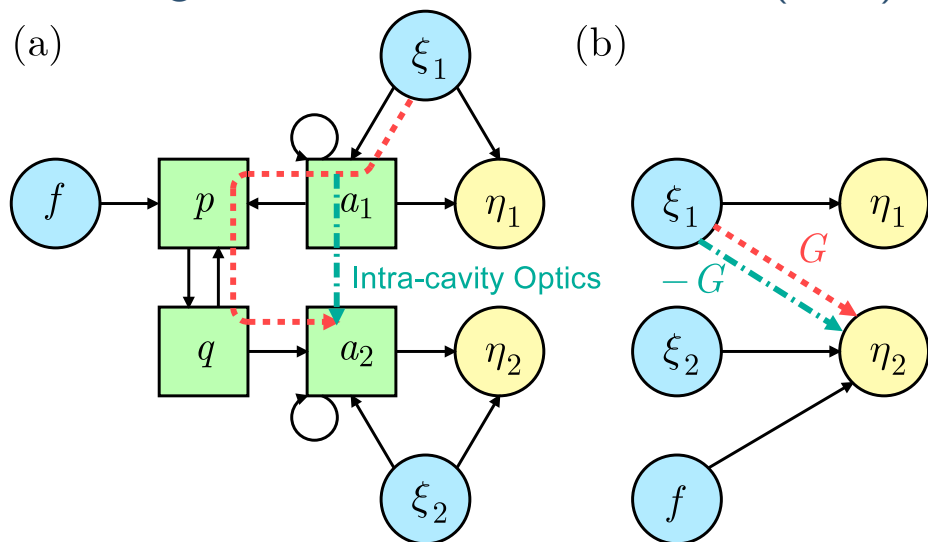 (a)
(b)
ξ₁
f
p
a₁
η₁
Intra-cavity Optics
q
a₂
η₂
ξ₂
ξ₁
η₁
G
−G
ξ₂
η₂
f